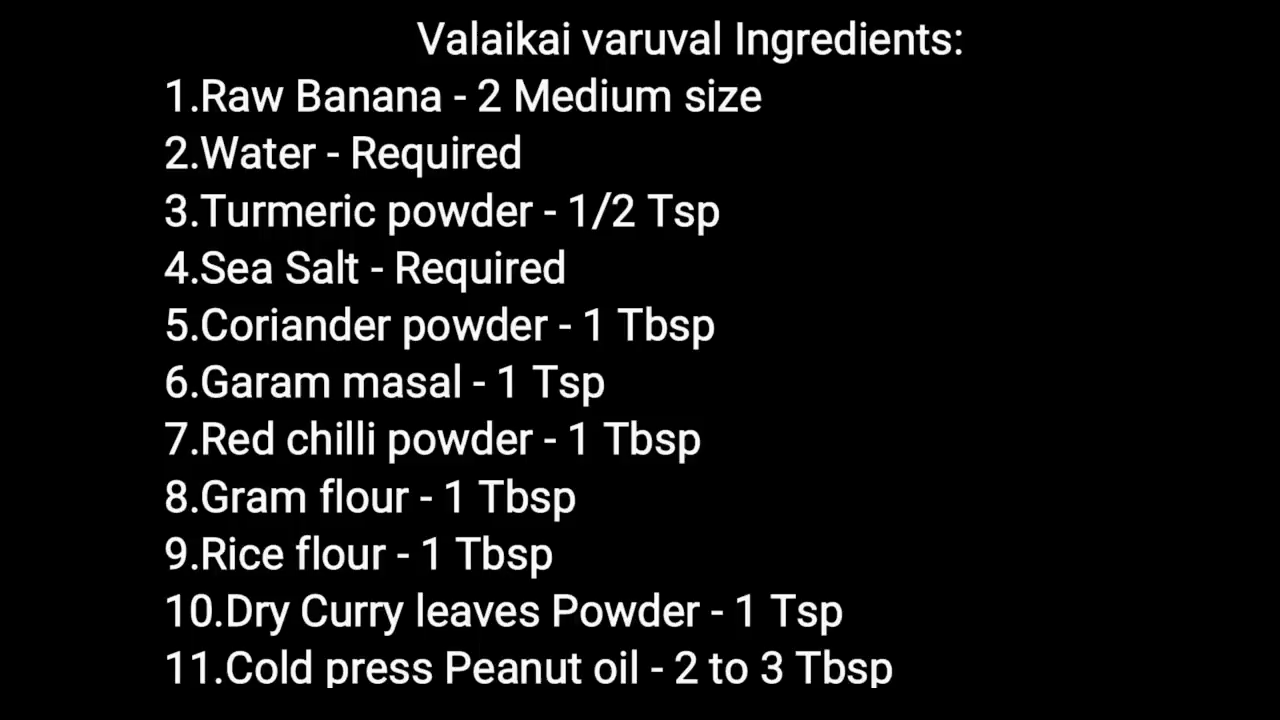 Valaikai varuval Ingredients:
1.Raw Banana - 2 Medium size
2.Water - Required
3.Turmeric powder - 1/2 Tsp
4.Sea Salt - Required
5.Coriander powder - 1 Tbsp
6.Garam masal - 1 Tsp
7.Red chilli powder - 1 Tbsp
8.Gram flour - 1 Tbsp
9.Rice flour - 1 Tbsp
10.Dry Curry leaves Powder - 1 Tsp
11.Cold press Peanut oil - 2 to 3 Tbsp